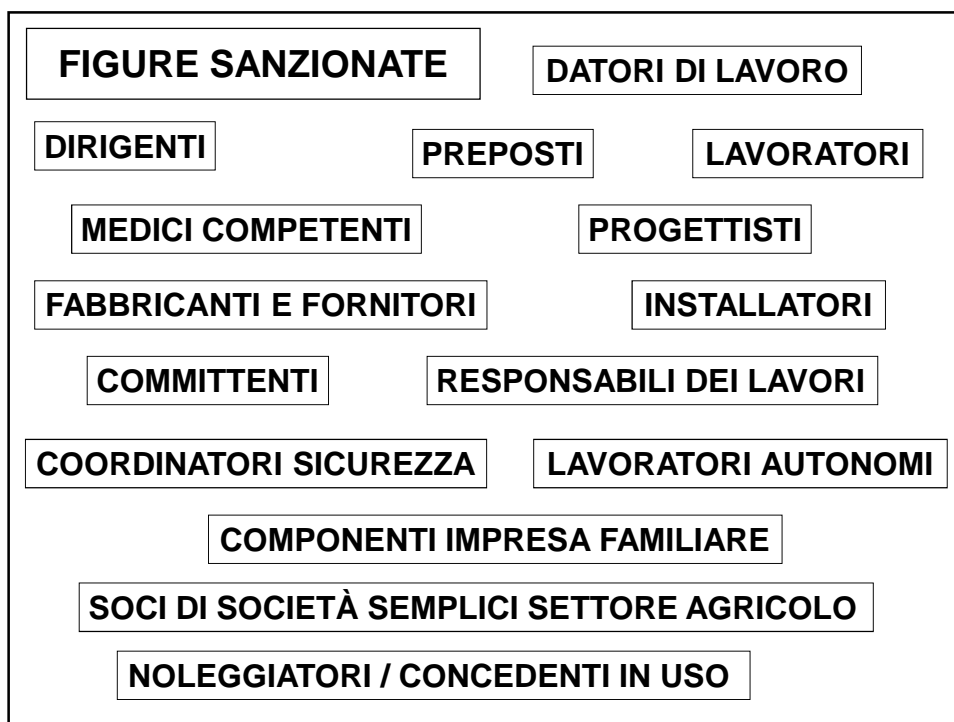 FIGURE SANZIONATE
DATORI DI LAVORO
DIRIGENTI
PREPOSTI
LAVORATORI
MEDICI COMPETENTI
PROGETTISTI
FABBRICANTI E FORNITORI
INSTALLATORI
COMMITTENTI
RESPONSABILI DEI LAVORI
COORDINATORI SICUREZZA
LAVORATORI AUTONOMI
COMPONENTI IMPRESA FAMILIARE
SOCI DI SOCIETÀ SEMPLICI SETTORE AGRICOLO
NOLEGGIATORI / CONCEDENTI IN USO